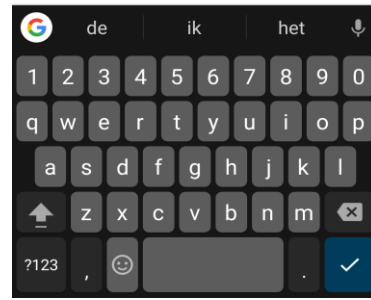 de ik het
1 2 3 4 5 6 7 8 9 0
q w e r t y u i o p
a s d f g h j k l
z x c v b n m
?123 , .